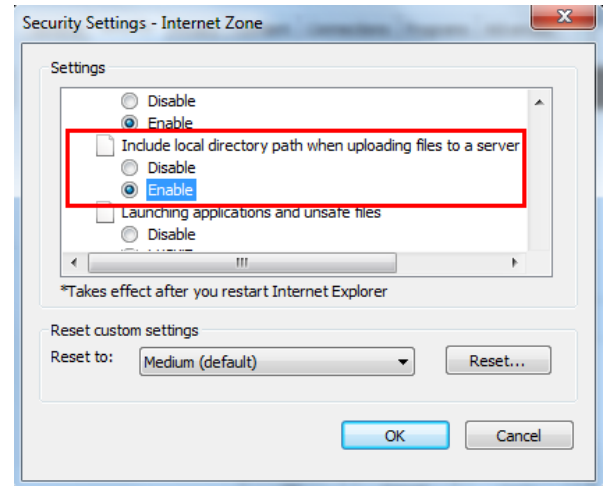 Security Settings - Internet Zone
Settings
Disable
Enable
Include local directory path when uploading files to a server
Disable
Enable
Launching applications and unsafe files
Disable
*Takes effect after you restart Internet Explorer
Reset custom settings
Reset to: Medium (default) Reset...
OK Cancel